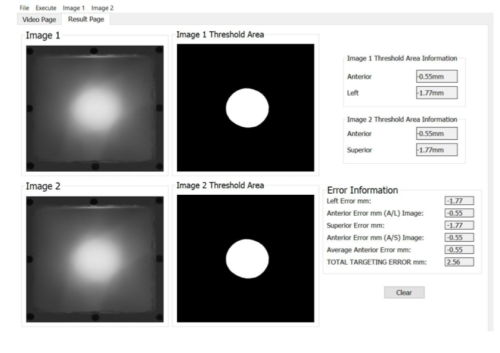 File Execute Image 1 Image 2
Video Page Result Page
Image 1
Image 1 Threshold Area
Image 1 Threshold Area Information
Anterior -0.55mm
Left -1.77mm
Image 2 Threshold Area Information
Anterior -0.55mm
Superior -1.77mm
Image 2
Image 2 Threshold Area
Error Information
Left Error mm: -1.77
Anterior Error mm (A/L) Image: -0.55
Superior Error mm: -1.77
Anterior Error mm (A/S) Image: -0.55
Average Anterior Error mm: -0.55
TOTAL TARGETING ERROR mm: 2.56
Clear